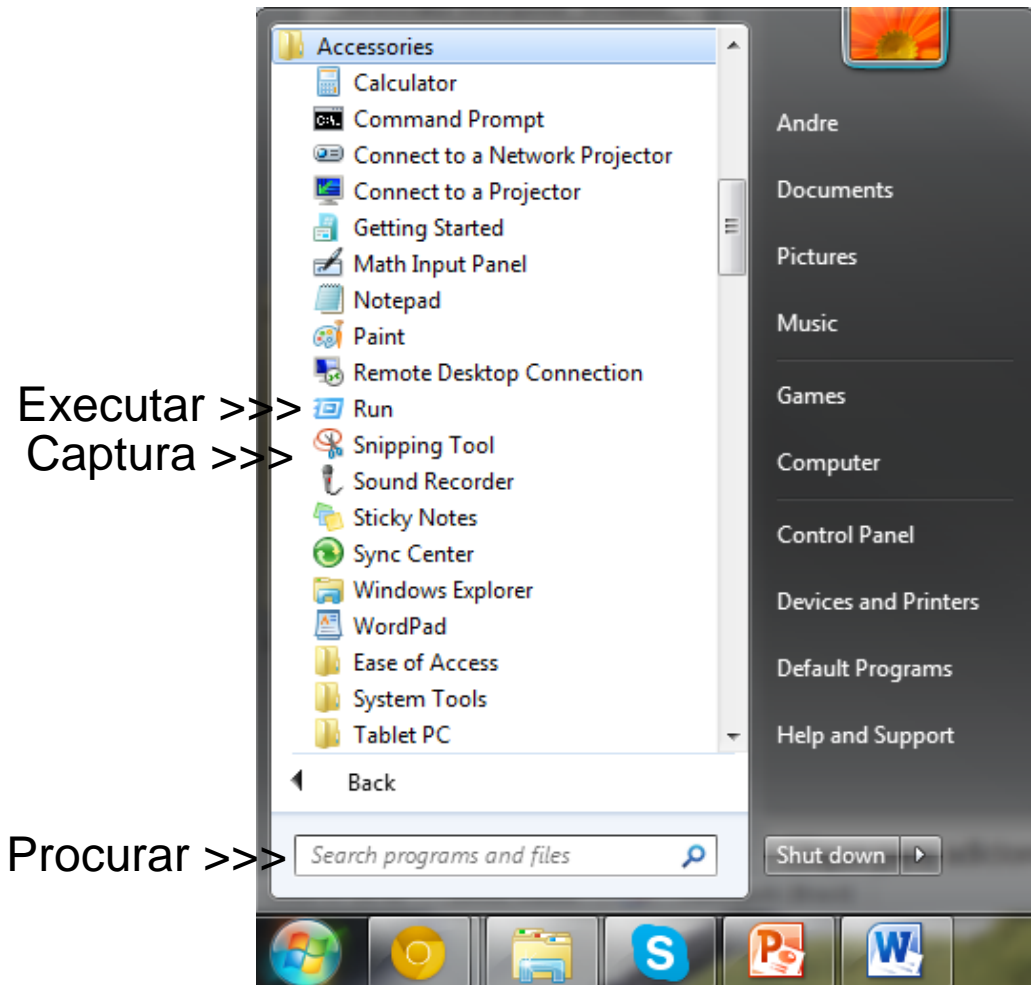 Accessories
Calculator
Command Prompt
Connect to a Network Projector
Connect to a Projector
Getting Started
Math Input Panel
Notepad
Paint
Remote Desktop Connection
Executar >>> Run
Captura >>> Snipping Tool
Sound Recorder
Sticky Notes
Sync Center
Windows Explorer
WordPad
Ease of Access
System Tools
Tablet PC
Back
Procurar >>> Search programs and files
Andre
Documents
Pictures
Music
Games
Computer
Control Panel
Devices and Printers
Default Programs
Help and Support
Shut down